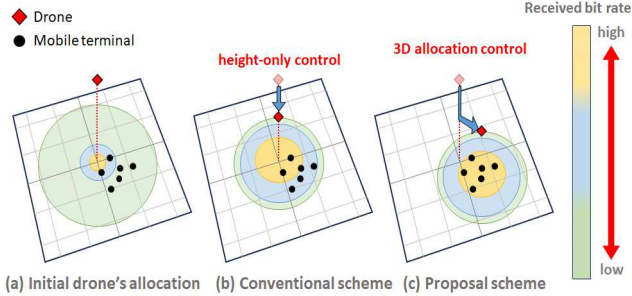 Drone
Mobile terminal
height-only control
3D allocation control
Received bit rate
high
low
(a) Initial drone's allocation
(b) Conventional scheme
(c) Proposal scheme